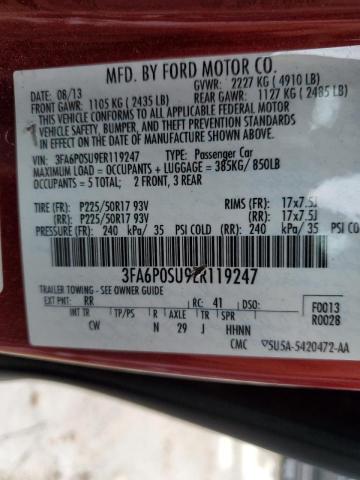 MFD. BY FORD MOTOR CO.
DATE: 08/13 GVWR: 2227 KG (4910 LB)
FRONT GAWR: 1105 KG (2435 LB) REAR GAWR: 1127 KG (2485 LB)
THIS VEHICLE CONFORMS TO ALL APPLICABLE FEDERAL MOTOR
VEHICLE SAFETY, BUMPER, AND THEFT PREVENTION STANDARDS
IN EFFECT ON THE DATE OF MANUFACTURE SHOWN ABOVE.
VIN: 3FA6P0SU9ER119247 TYPE: Passenger Car
MAXIMUM LOAD = OCCUPANTS + LUGGAGE = 385KG/ 850LB
OCCUPANTS = 5 TOTAL; 2 FRONT, 3 REAR
TIRE (FR): P225/50R17 93V RIMS (FR): 17x7.5J
TIRE (RR): P225/50R17 93V (RR): 17x7.5J
PRESSURE (FR): 240 kPa/ 35 PSI COLD (RR): 240 kPa/ 35 PSI
3FA6P0SU9ER119247
TRAILER TOWING - SEE OWNER GUIDE
EXT PNT: RR RC: 41 DSO: F0013
INT TR TP/PS R AXLE TR SPR R0028
CW N 29 J HHNN
CMC 5U5A-5420472-AA